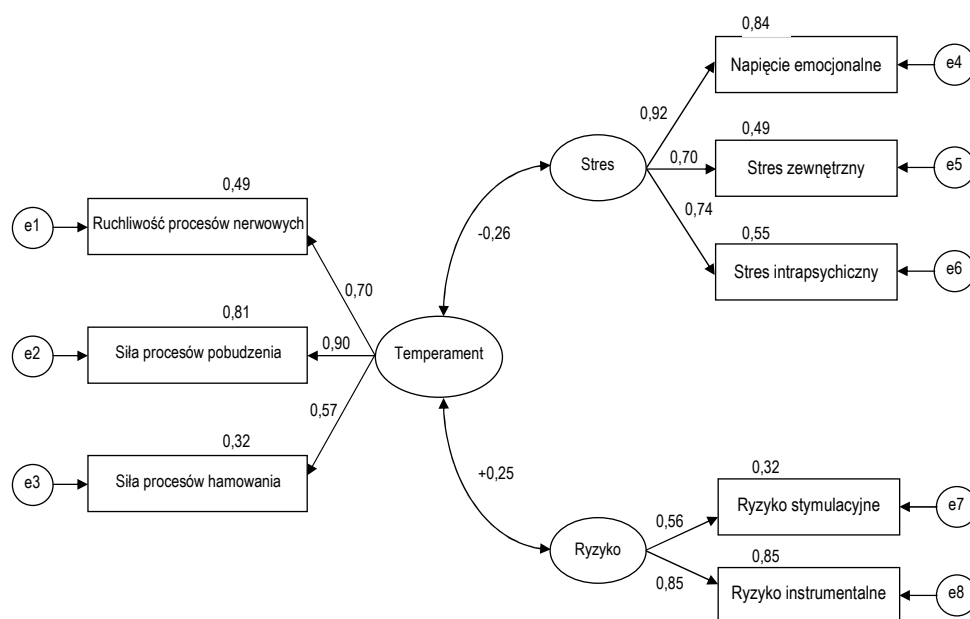 0,84
Napięcie emocjonalne
e4
0,92
0,49
Stres
0,70
Stres zewnętrzny
e5
0,74
0,49
0,55
e1
Ruchliwość procesów nerwowych
-0,26
Stres intrapsychiczny
e6
0,70
0,81
e2
Siła procesów pobudzenia
0,90
Temperament
0,57
0,32
e3
Siła procesów hamowania
+0,25
0,32
Ryzyko stymulacyjne
e7
0,56
Ryzyko
0,85
0,85
Ryzyko instrumentalne
e8